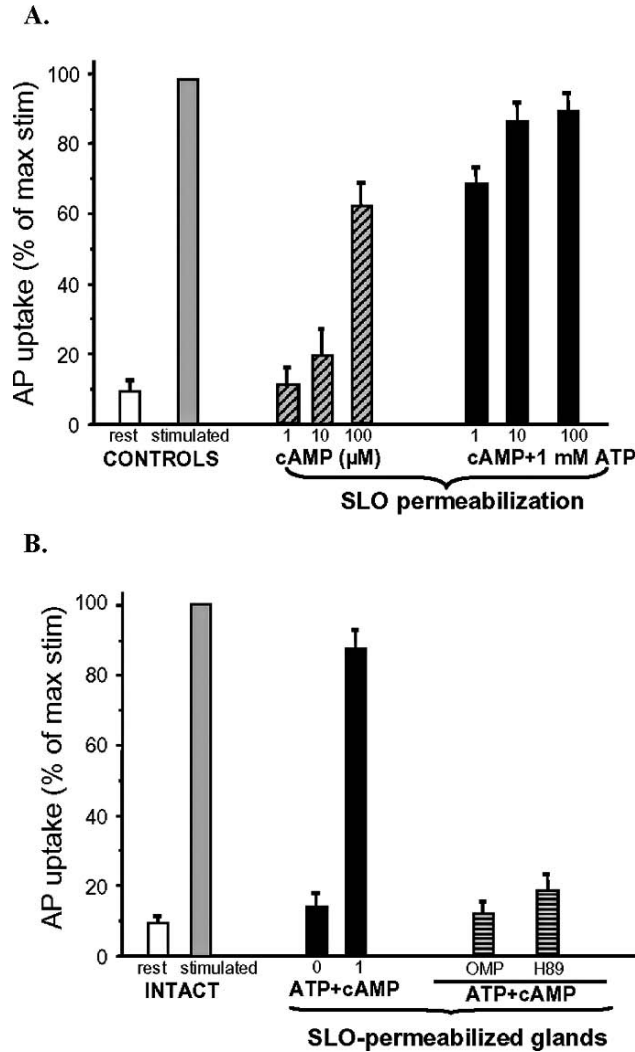 A.
AP uptake (% of max stim)
100
80
60
40
20
0
rest stimulated
CONTROLS
1 10 100
cAMP (µM)
1 10 100
cAMP+1 mM ATP
SLO permeabilization
B.
AP uptake (% of max stim)
100
80
60
40
20
0
rest stimulated
INTACT
0 1
ATP+cAMP
OMP H89
ATP+cAMP
SLO-permeabilized glands